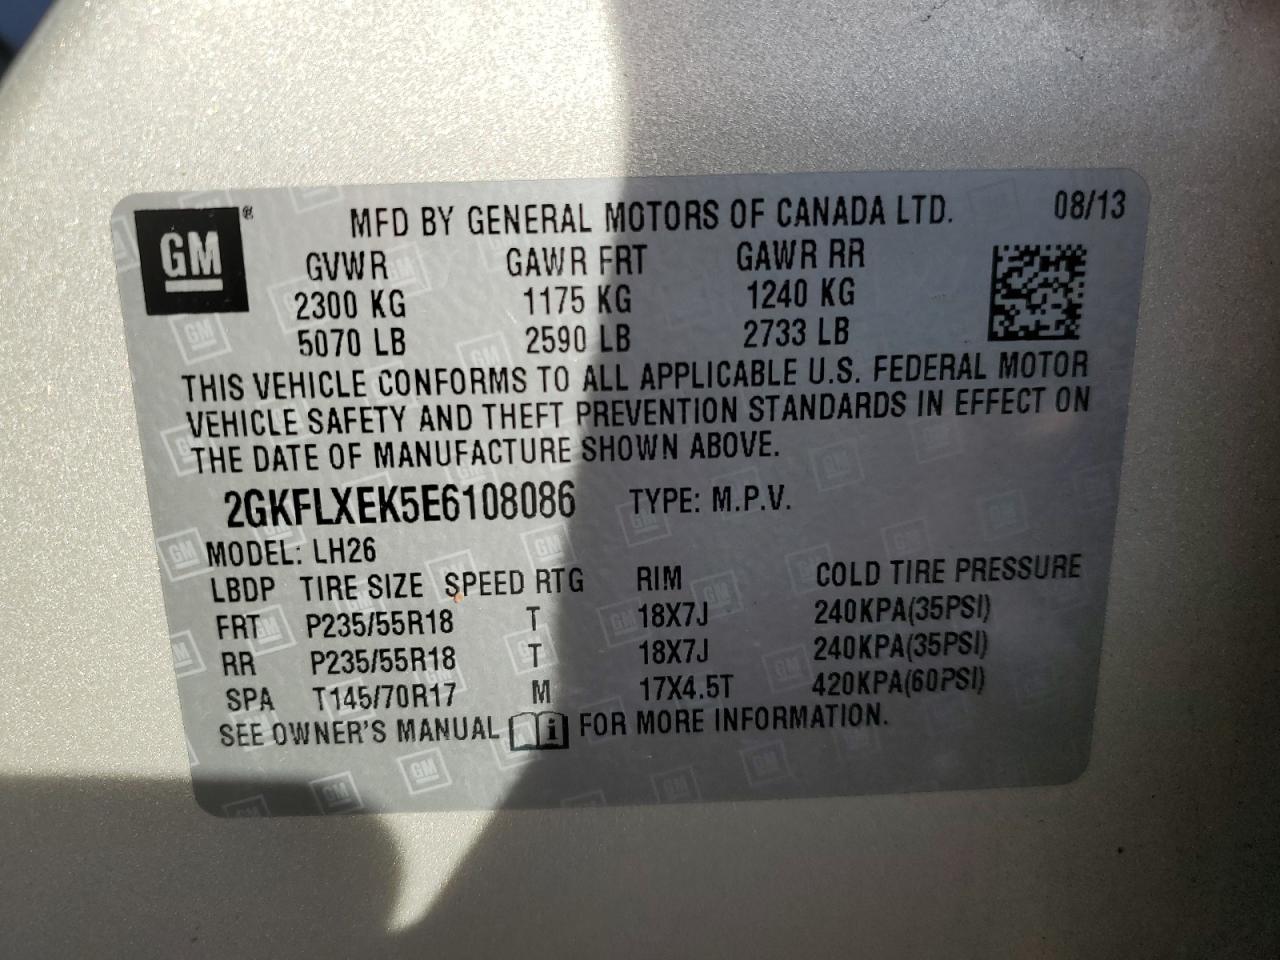 GM ® MFD BY GENERAL MOTORS OF CANADA LTD. 08/13
GVWR GAWR FRT GAWR RR
2300 KG 1175 KG 1240 KG
5070 LB 2590 LB 2733 LB
THIS VEHICLE CONFORMS TO ALL APPLICABLE U.S. FEDERAL MOTOR
VEHICLE SAFETY AND THEFT PREVENTION STANDARDS IN EFFECT ON
THE DATE OF MANUFACTURE SHOWN ABOVE.
2GKFLXEK5E6108086 TYPE: M.P.V.
MODEL: LH26
LBDP TIRE SIZE SPEED RTG RIM COLD TIRE PRESSURE
FRT P235/55R18 T 18X7J 240KPA(35PSI)
RR P235/55R18 T 18X7J 240KPA(35PSI)
SPA T145/70R17 M 17X4.5T 420KPA(60PSI)
SEE OWNER'S MANUAL i FOR MORE INFORMATION.